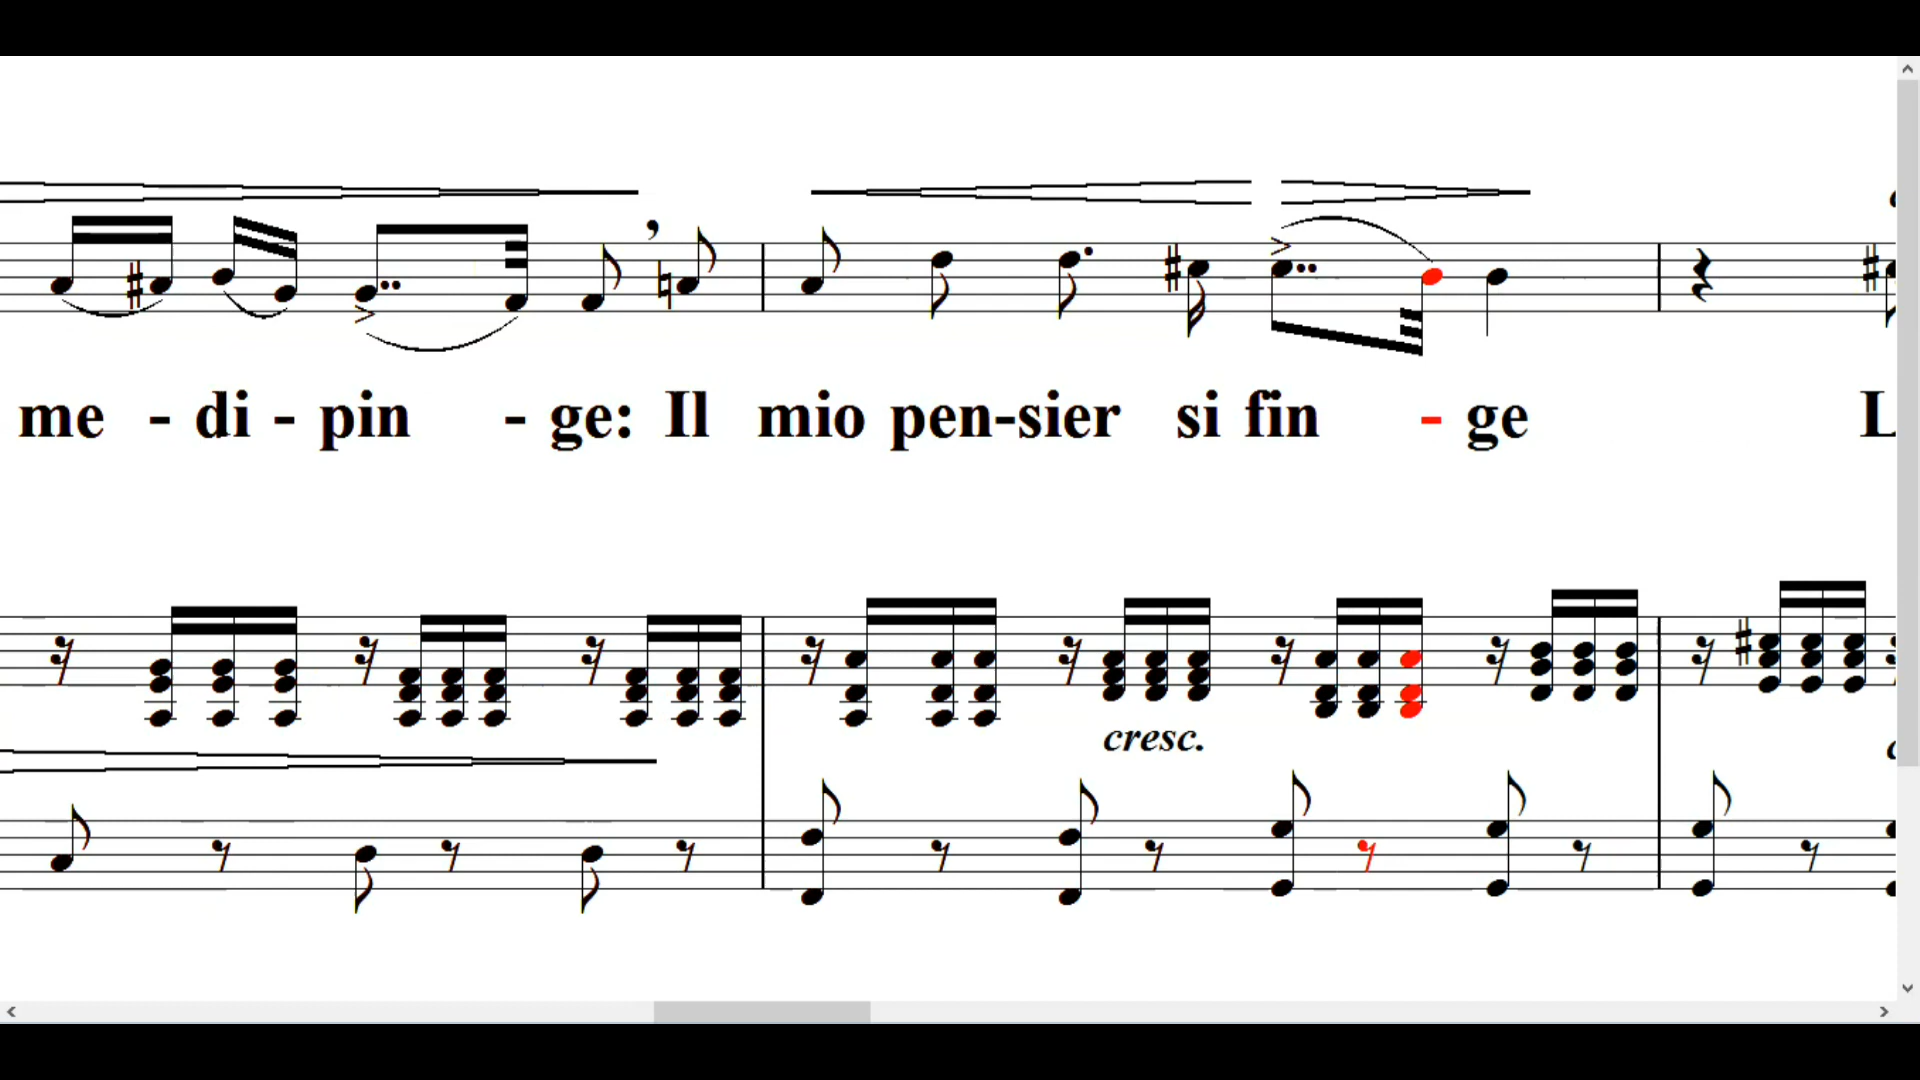 me - di - pin - ge: Il mio pen-sier si fin - ge L
cresc.